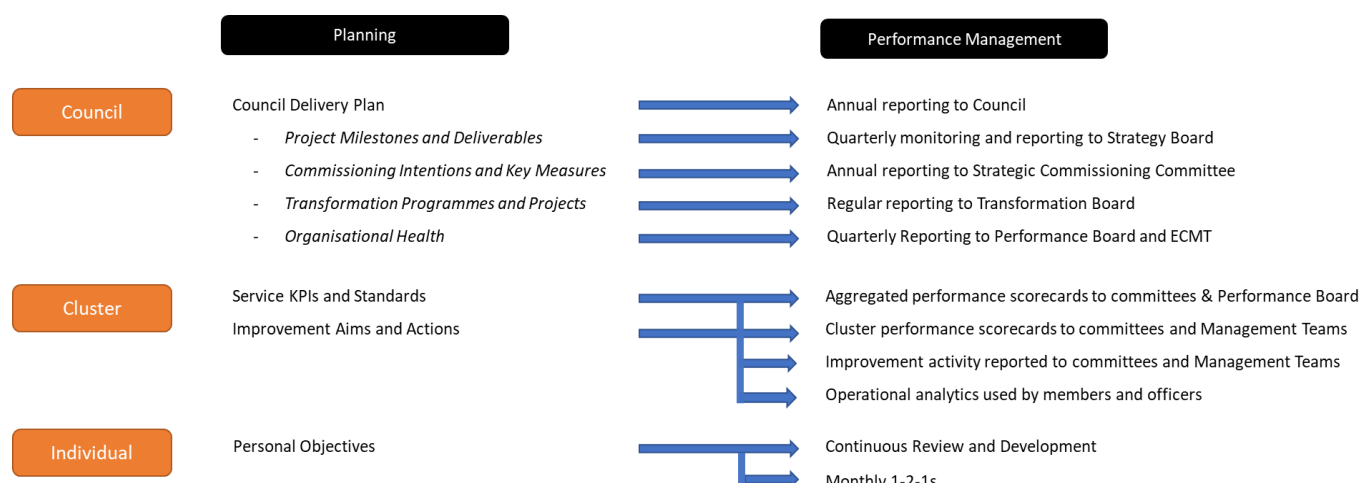 Planning
Performance Management
Council
Council Delivery Plan
Annual reporting to Council
- Project Milestones and Deliverables
Quarterly monitoring and reporting to Strategy Board
- Commissioning Intentions and Key Measures
Annual reporting to Strategic Commissioning Committee
- Transformation Programmes and Projects
Regular reporting to Transformation Board
- Organisational Health
Quarterly Reporting to Performance Board and ECMT
Cluster
Service KPIs and Standards
Aggregated performance scorecards to committees & Performance Board
Improvement Aims and Actions
Cluster performance scorecards to committees and Management Teams
Improvement activity reported to committees and Management Teams
Operational analytics used by members and officers
Individual
Personal Objectives
Continuous Review and Development
Monthly 1-2-1s